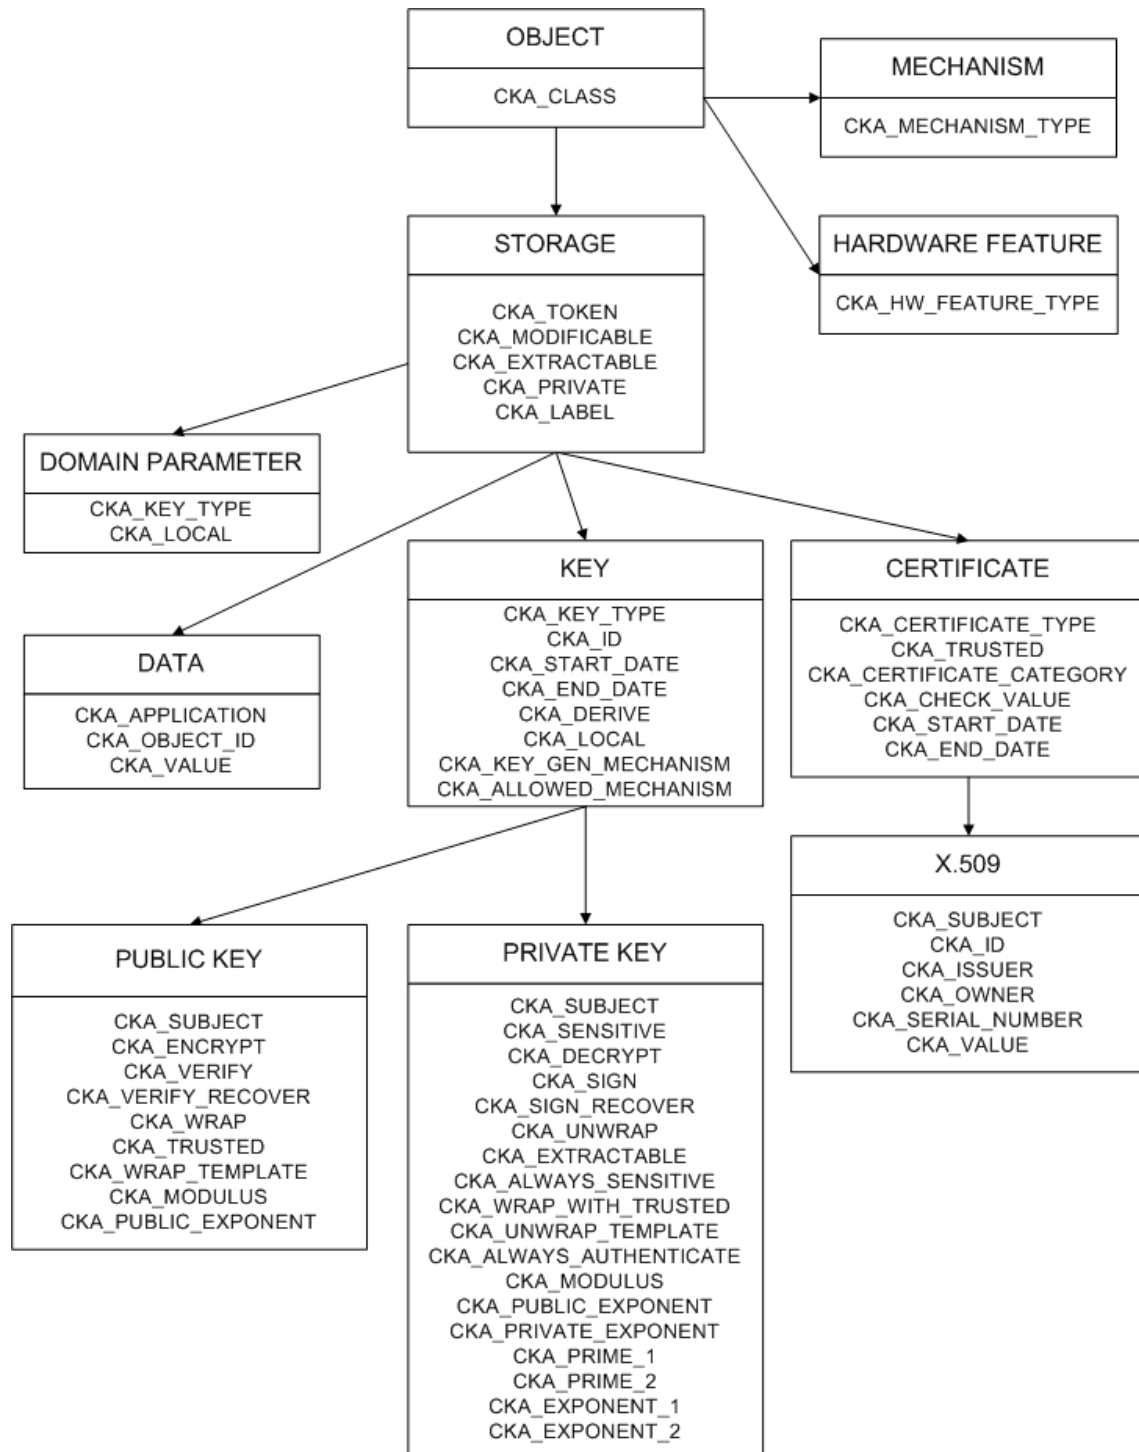 OBJECT
CKA_CLASS
MECHANISM
CKA_MECHANISM_TYPE
STORAGE
CKA_TOKEN
CKA_MODIFICABLE
CKA_EXTRACTABLE
CKA_PRIVATE
CKA_LABEL
HARDWARE FEATURE
CKA_HW_FEATURE_TYPE
DOMAIN PARAMETER
CKA_KEY_TYPE
CKA_LOCAL
DATA
CKA_APPLICATION
CKA_OBJECT_ID
CKA_VALUE
KEY
CKA_KEY_TYPE
CKA_ID
CKA_START_DATE
CKA_END_DATE
CKA_DERIVE
CKA_LOCAL
CKA_KEY_GEN_MECHANISM
CKA_ALLOWED_MECHANISM
CERTIFICATE
CKA_CERTIFICATE_TYPE
CKA_TRUSTED
CKA_CERTIFICATE_CATEGORY
CKA_CHECK_VALUE
CKA_START_DATE
CKA_END_DATE
X.509
CKA_SUBJECT
CKA_ID
CKA_ISSUER
CKA_OWNER
CKA_SERIAL_NUMBER
CKA_VALUE
PUBLIC KEY
CKA_SUBJECT
CKA_ENCRYPT
CKA_VERIFY
CKA_VERIFY_RECOVER
CKA_WRAP
CKA_TRUSTED
CKA_WRAP_TEMPLATE
CKA_MODULUS
CKA_PUBLIC_EXPONENT
PRIVATE KEY
CKA_SUBJECT
CKA_SENSITIVE
CKA_DECRYPT
CKA_SIGN
CKA_SIGN_RECOVER
CKA_UNWRAP
CKA_EXTRACTABLE
CKA_ALWAYS_SENSITIVE
CKA_WRAP_WITH_TRUSTED
CKA_UNWRAP_TEMPLATE
CKA_ALWAYS_AUTHENTICATE
CKA_MODULUS
CKA_PUBLIC_EXPONENT
CKA_PRIVATE_EXPONENT
CKA_PRIME_1
CKA_PRIME_2
CKA_EXPONENT_1
CKA_EXPONENT_2